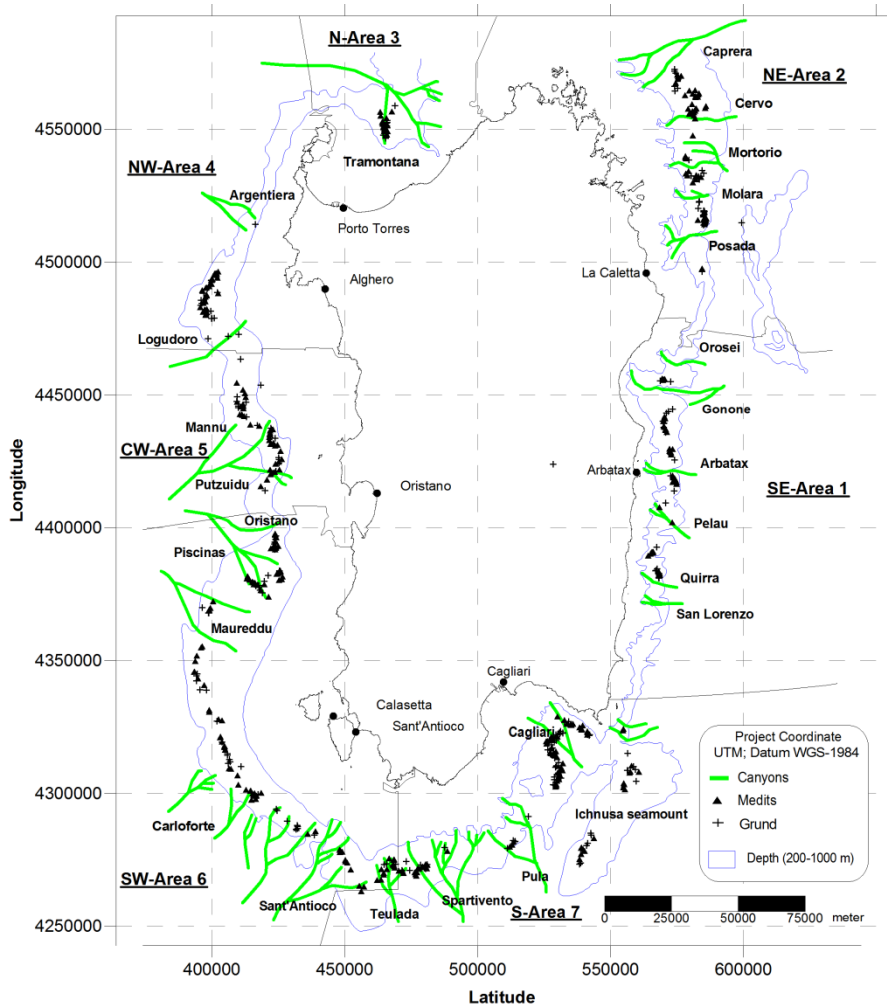 N-Area 3
Caprera
NE-Area 2
Cervo
4550000
Mortorio
Tramontana
NW-Area 4
Molara
Argentiera
Porto Torres
Posada
4500000
La Caletta
Alghero
Logudoro
Orosei
4450000
Gonone
Mannu
CW-Area 5
Arbatax
Arbatax
Putzuidu
Oristano
SE-Area 1
Oristano
Pelau
4400000
Piscinas
Quirra
San Lorenzo
Maureddu
4350000
Cagliari
Calasetta
Sant'Antioco
Cagliari
Project Coordinate
UTM; Datum WGS-1984
Canyons
Medits
Grund
Depth (200-1000 m)
4300000
Ichnusa seamount
Carloforte
Pula
SW-Area 6
Sant'Antioco
Spartivento
Teulada
S-Area 7
0 25000 50000 75000 meter
4250000
400000 450000 500000 550000 600000
Latitude
Longitude